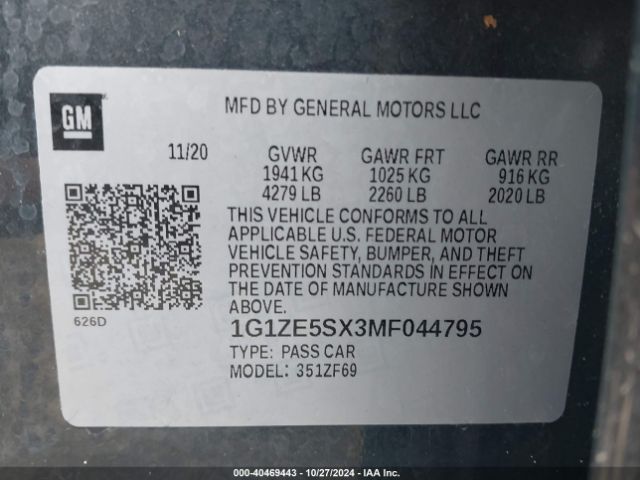 GM
MFD BY GENERAL MOTORS LLC
11/20 GVWR GAWR FRT GAWR RR
1941 KG 1025 KG 916 KG
4279 LB 2260 LB 2020 LB
THIS VEHICLE CONFORMS TO ALL
APPLICABLE U.S. FEDERAL MOTOR
VEHICLE SAFETY, BUMPER, AND THEFT
PREVENTION STANDARDS IN EFFECT ON
THE DATE OF MANUFACTURE SHOWN
ABOVE.
626D
1G1ZE5SX3MF044795
TYPE: PASS CAR
MODEL: 351ZF69
000-40469443 - 10/27/2024 - IAA Inc.